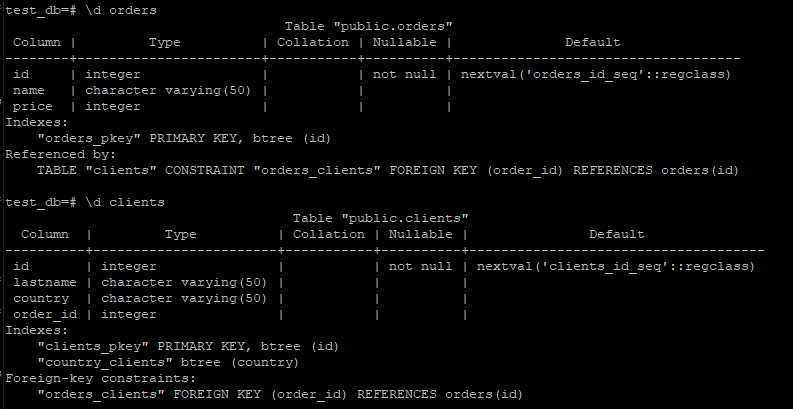 test_db=# \d orders
                                    Table "public.orders"
 Column |         Type          | Collation | Nullable |              Default
--------+-----------------------+-----------+----------+------------------------------------
 id     | integer               |           | not null | nextval('orders_id_seq'::regclass)
 name   | character varying(50) |           |          |
 price  | integer               |           |          |
Indexes:
    "orders_pkey" PRIMARY KEY, btree (id)
Referenced by:
    TABLE "clients" CONSTRAINT "orders_clients" FOREIGN KEY (order_id) REFERENCES orders(id)
test_db=# \d clients
                                     Table "public.clients"
  Column  |         Type          | Collation | Nullable |               Default
----------+-----------------------+-----------+----------+-------------------------------------
 id       | integer               |           | not null | nextval('clients_id_seq'::regclass)
 lastname | character varying(50) |           |          |
 country  | character varying(50) |           |          |
 order_id | integer               |           |          |
Indexes:
    "clients_pkey" PRIMARY KEY, btree (id)
    "country_clients" btree (country)
Foreign-key constraints:
    "orders_clients" FOREIGN KEY (order_id) REFERENCES orders(id)